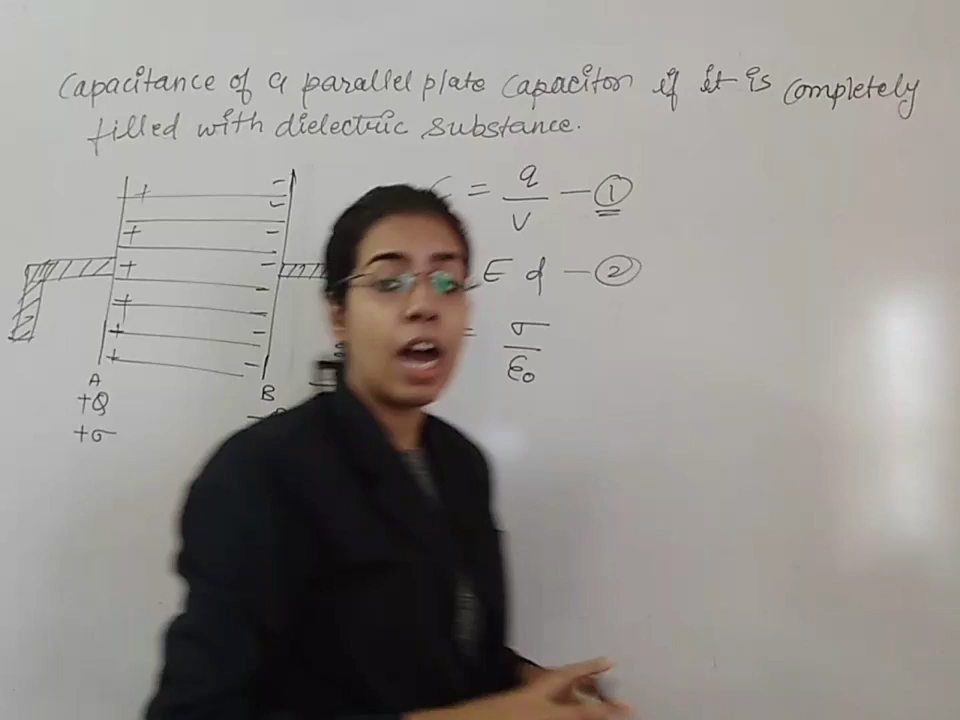 Capacitance of a parallel plate capacitor if it is completely
filled with dielectric substance.
C = q/V — ①
E d — ②
= σ/ε₀
A
+Q
+σ
B